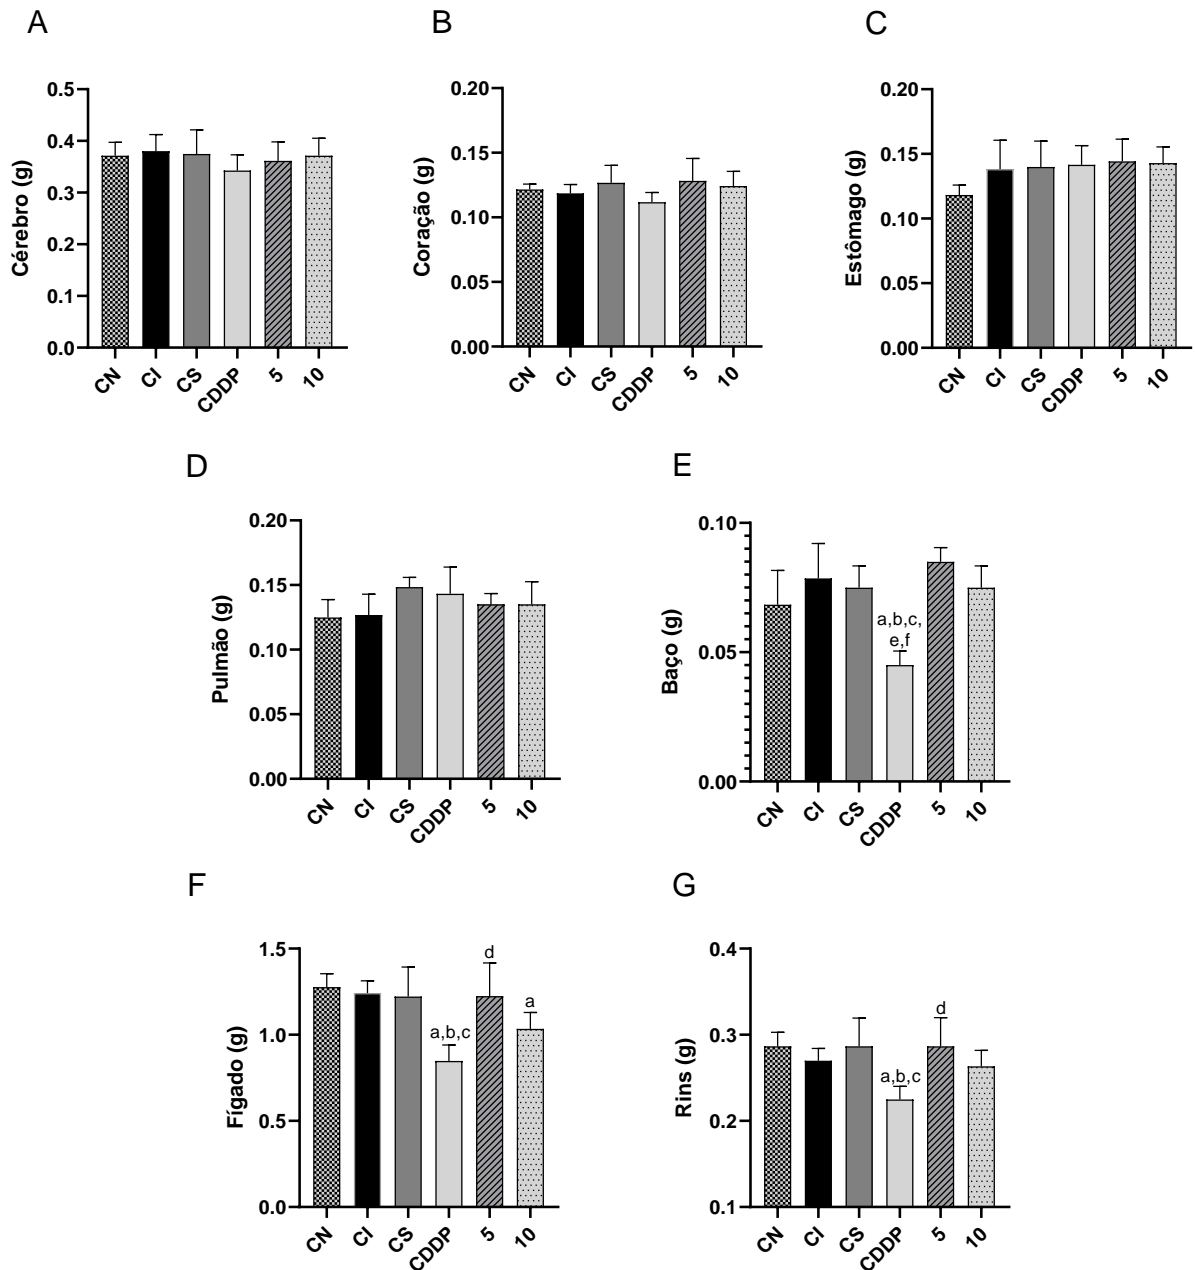 A
B
C
Cérebro (g)
0.5
0.4
0.3
0.2
0.1
0.0
CN
CI
CS
CDDP
5
10
Coração (g)
0.20
0.15
0.10
0.05
0.00
CN
CI
CS
CDDP
5
10
Estômago (g)
0.20
0.15
0.10
0.05
0.00
CN
CI
CS
CDDP
5
10
D
E
Pulmão (g)
0.20
0.15
0.10
0.05
0.00
CN
CI
CS
CDDP
5
10
Baço (g)
0.10
0.05
0.00
a,b,c,
e,f
CN
CI
CS
CDDP
5
10
F
G
Fígado (g)
1.5
1.0
0.5
0.0
a,b,c
d
a
CN
CI
CS
CDDP
5
10
Rins (g)
0.4
0.3
0.2
0.1
a,b,c
d
CN
CI
CS
CDDP
5
10